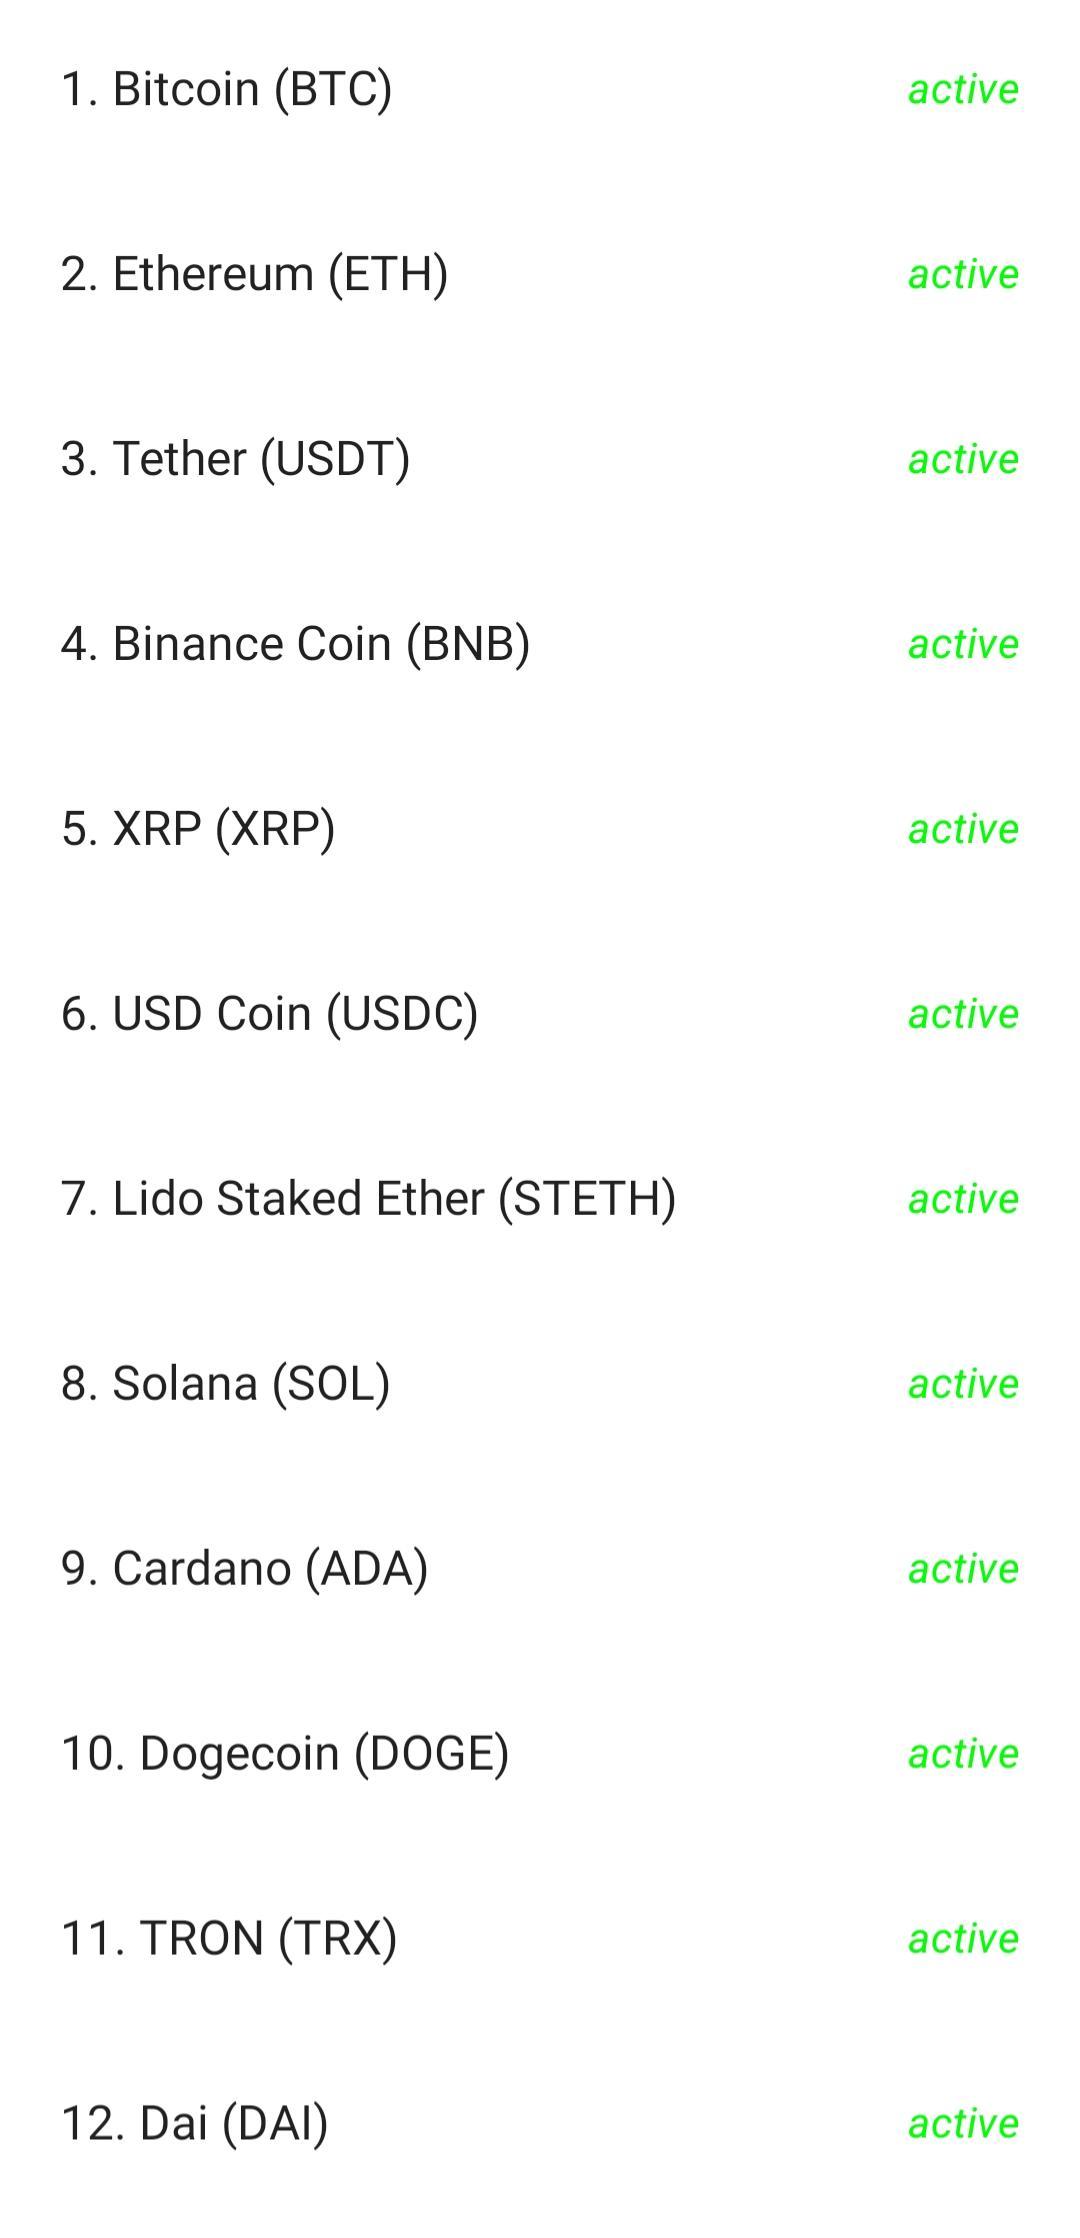 1. Bitcoin (BTC) active
2. Ethereum (ETH) active
3. Tether (USDT) active
4. Binance Coin (BNB) active
5. XRP (XRP) active
6. USD Coin (USDC) active
7. Lido Staked Ether (STETH) active
8. Solana (SOL) active
9. Cardano (ADA) active
10. Dogecoin (DOGE) active
11. TRON (TRX) active
12. Dai (DAI) active